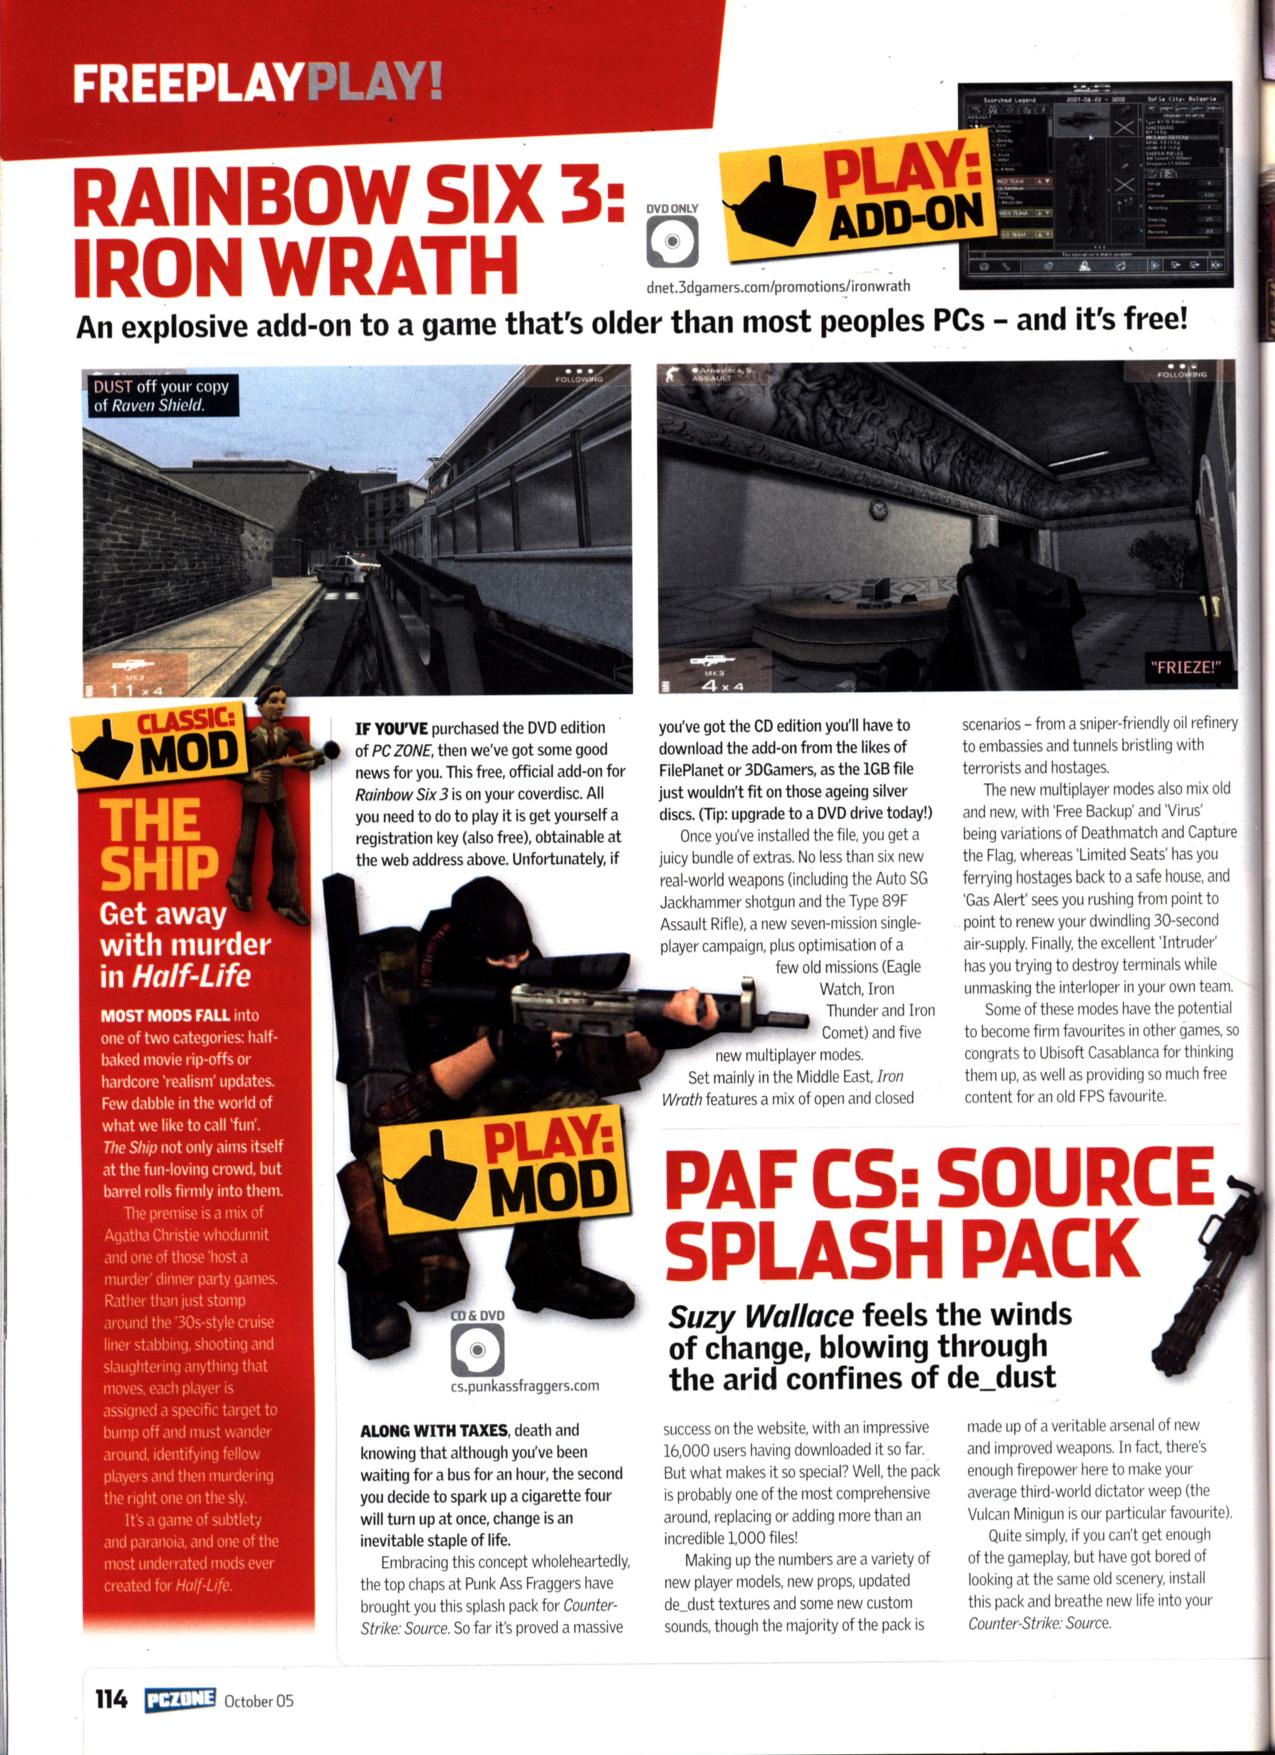 FREEPLAYPLAY!
RAINBOW SIX 3:
IRON WRATH
DVD ONLY
dnet.3dgamers.com/promotions/ironwrath
PLAY:
ADD-ON
Scorched Legend
2007-08-22 - 1000
Sofia City, Bulgaria
An explosive add-on to a game that's older than most peoples PCs – and it's free!
DUST off your copy
of Raven Shield.
FOLLOWING
MK3
11 x 4
ASSAULT
FOLLOWING
MK3
4 x 4
"FRIEZE!"
IF YOU'VE purchased the DVD edition
of PC ZONE, then we've got some good
news for you. This free, official add-on for
Rainbow Six 3 is on your coverdisc. All
you need to do to play it is get yourself a
registration key (also free), obtainable at
the web address above. Unfortunately, if
you've got the CD edition you'll have to
download the add-on from the likes of
FilePlanet or 3DGamers, as the 1GB file
just wouldn't fit on those ageing silver
discs. (Tip: upgrade to a DVD drive today!)
Once you've installed the file, you get a
juicy bundle of extras. No less than six new
real-world weapons (including the Auto SG
Jackhammer shotgun and the Type 89F
Assault Rifle), a new seven-mission single-
player campaign, plus optimisation of a
few old missions (Eagle
Watch, Iron
Thunder and Iron
Comet) and five
new multiplayer modes.
Set mainly in the Middle East, Iron
Wrath features a mix of open and closed
scenarios – from a sniper-friendly oil refinery
to embassies and tunnels bristling with
terrorists and hostages.
The new multiplayer modes also mix old
and new, with 'Free Backup' and 'Virus'
being variations of Deathmatch and Capture
the Flag, whereas 'Limited Seats' has you
ferrying hostages back to a safe house, and
'Gas Alert' sees you rushing from point to
point to renew your dwindling 30-second
air-supply. Finally, the excellent 'Intruder'
has you trying to destroy terminals while
unmasking the interloper in your own team.
Some of these modes have the potential
to become firm favourites in other games, so
congrats to Ubisoft Casablanca for thinking
them up, as well as providing so much free
content for an old FPS favourite.
CLASSIC:
MOD
THE
SHIP
Get away
with murder
in Half-Life
MOST MODS FALL into
one of two categories: half-
baked movie rip-offs or
hardcore 'realism' updates.
Few dabble in the world of
what we like to call 'fun'.
The Ship not only aims itself
at the fun-loving crowd, but
barrel rolls firmly into them.
The premise is a mix of
Agatha Christie whodunnit
and one of those 'host a
murder' dinner party games.
Rather than just stomp
around the '30s-style cruise
liner stabbing, shooting and
slaughtering anything that
moves, each player is
assigned a specific target to
bump off and must wander
around, identifying fellow
players and then murdering
the right one on the sly.
It's a game of subtlety
and paranoia, and one of the
most underrated mods ever
created for Half-Life.
PLAY:
MOD
CD & DVD
cs.punkassfraggers.com
PAF CS: SOURCE
SPLASH PACK
Suzy Wallace feels the winds
of change, blowing through
the arid confines of de_dust
ALONG WITH TAXES, death and
knowing that although you've been
waiting for a bus for an hour, the second
you decide to spark up a cigarette four
will turn up at once, change is an
inevitable staple of life.
Embracing this concept wholeheartedly,
the top chaps at Punk Ass Fraggers have
brought you this splash pack for Counter-
Strike: Source. So far it's proved a massive
success on the website, with an impressive
16,000 users having downloaded it so far.
But what makes it so special? Well, the pack
is probably one of the most comprehensive
around, replacing or adding more than an
incredible 1,000 files!
Making up the numbers are a variety of
new player models, new props, updated
de_dust textures and some new custom
sounds, though the majority of the pack is
made up of a veritable arsenal of new
and improved weapons. In fact, there's
enough firepower here to make your
average third-world dictator weep (the
Vulcan Minigun is our particular favourite).
Quite simply, if you can't get enough
of the gameplay, but have got bored of
looking at the same old scenery, install
this pack and breathe new life into your
Counter-Strike: Source.
114 PCZONE October 05